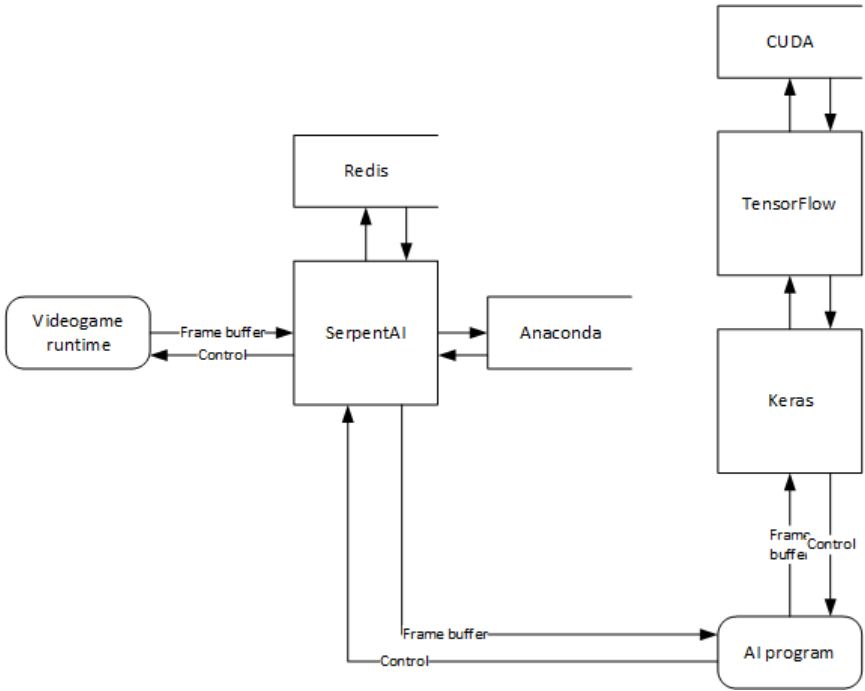 CUDA
Redis
TensorFlow
Videogame
runtime
Frame buffer
Control
SerpentAI
Anaconda
Keras
Frame
buffer
Control
Frame buffer
Control
AI program